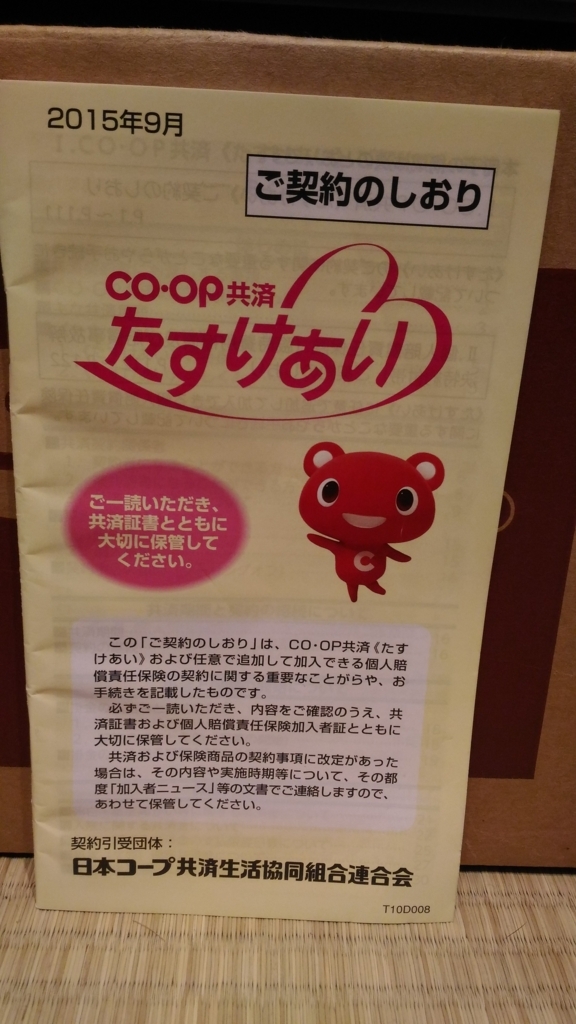 2015年9月
ご契約のしおり
CO·OP共済
たすけあい
ご一読いただき、
共済証書とともに
大切に保管して
ください。
C
この「ご契約のしおり」は、CO・OP共済《たす
けあい》および任意で追加して加入できる個人賠
償責任保険の契約に関する重要なことがらや、お
手続きを記載したものです。
必ずご一読いただき、内容をご確認のうえ、共
済証書および個人賠償責任保険加入者証とともに
大切に保管してください。
共済および保険商品の契約事項に改定があった
場合は、その内容や実施時期等について、その都
度「加入者ニュース」等の文書でご連絡しますので、
あわせて保管してください。
契約引受団体：
日本コープ共済生活協同組合連合会
T10D008